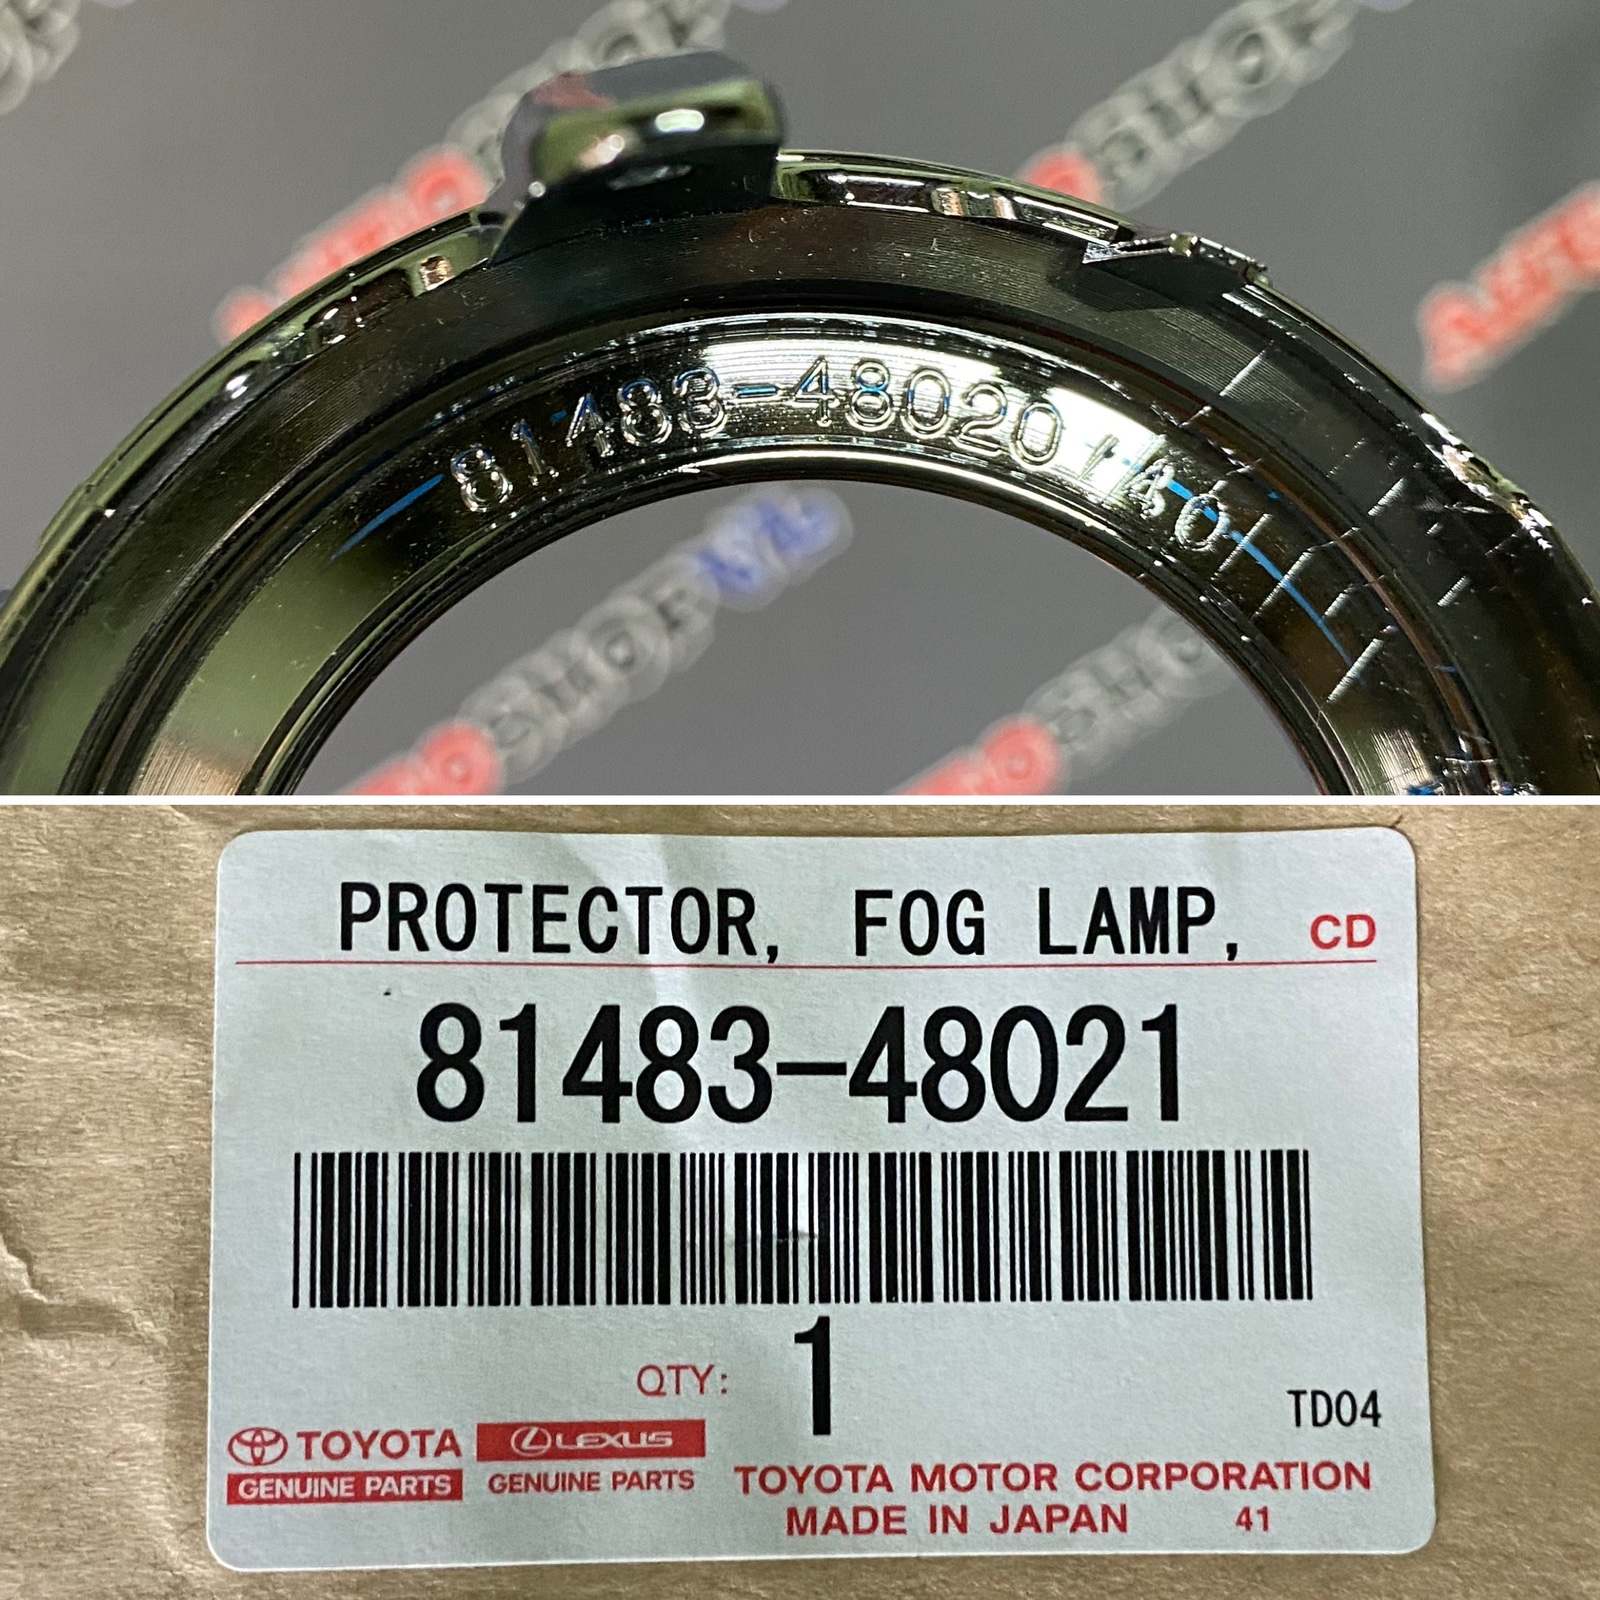 81483-48020/40/
PROTECTOR, FOG LAMP, CD
81483-48021
QTY: 1
TD04
TOYOTA
GENUINE PARTS
LEXUS
GENUINE PARTS
TOYOTA MOTOR CORPORATION
MADE IN JAPAN 41